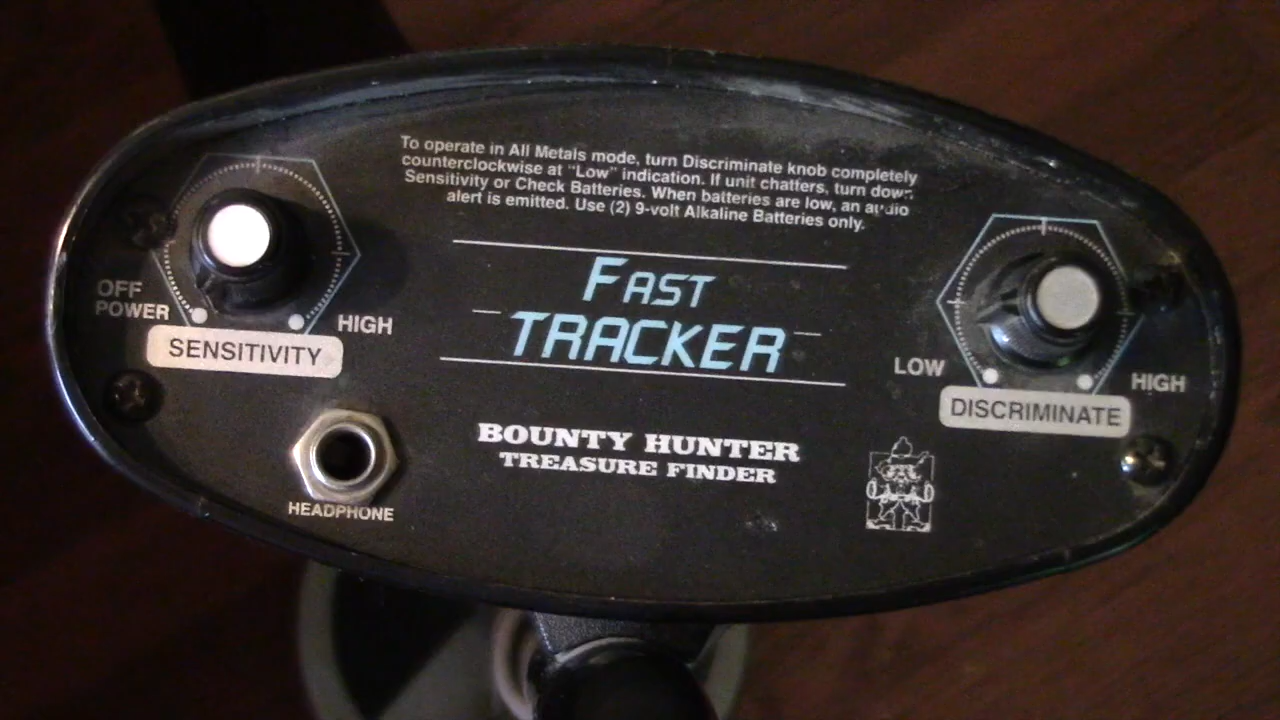 To operate in All Metals mode, turn Discriminate knob completely
counterclockwise at "Low" indication. If unit chatters, turn down
Sensitivity or Check Batteries. When batteries are low, an audio
alert is emitted. Use (2) 9-volt Alkaline Batteries only.
FAST
TRACKER
OFF
POWER
HIGH
SENSITIVITY
LOW
HIGH
DISCRIMINATE
BOUNTY HUNTER
TREASURE FINDER
HEADPHONE